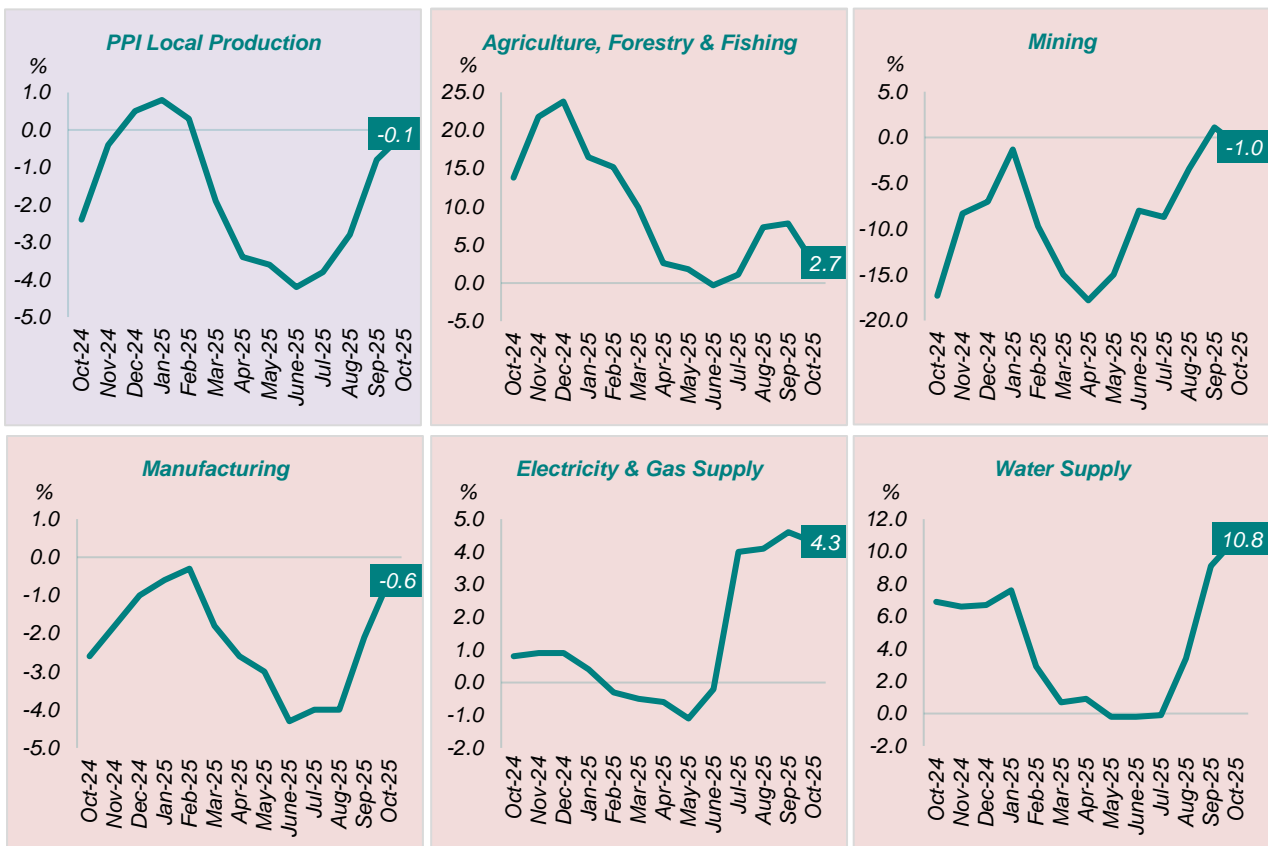 PPI Local Production
%
1.0
0.0
-1.0
-2.0
-3.0
-4.0
-5.0
-0.1
Oct-24
Nov-24
Dec-24
Jan-25
Feb-25
Mar-25
Apr-25
May-25
June-25
Jul-25
Aug-25
Sep-25
Oct-25
Agriculture, Forestry & Fishing
%
25.0
20.0
15.0
10.0
5.0
0.0
-5.0
2.7
Oct-24
Nov-24
Dec-24
Jan-25
Feb-25
Mar-25
Apr-25
May-25
June-25
Jul-25
Aug-25
Sep-25
Oct-25
Mining
%
5.0
0.0
-5.0
-10.0
-15.0
-20.0
-1.0
Oct-24
Nov-24
Dec-24
Jan-25
Feb-25
Mar-25
Apr-25
May-25
June-25
Jul-25
Aug-25
Sep-25
Oct-25
Manufacturing
%
1.0
0.0
-1.0
-2.0
-3.0
-4.0
-5.0
-0.6
Oct-24
Nov-24
Dec-24
Jan-25
Feb-25
Mar-25
Apr-25
May-25
June-25
Jul-25
Aug-25
Sep-25
Oct-25
Electricity & Gas Supply
%
5.0
4.0
3.0
2.0
1.0
0.0
-1.0
-2.0
4.3
Oct-24
Nov-24
Dec-24
Jan-25
Feb-25
Mar-25
Apr-25
May-25
June-25
Jul-25
Aug-25
Sep-25
Oct-25
Water Supply
%
12.0
10.0
8.0
6.0
4.0
2.0
0.0
-2.0
10.8
Oct-24
Nov-24
Dec-24
Jan-25
Feb-25
Mar-25
Apr-25
May-25
June-25
Jul-25
Aug-25
Sep-25
Oct-25